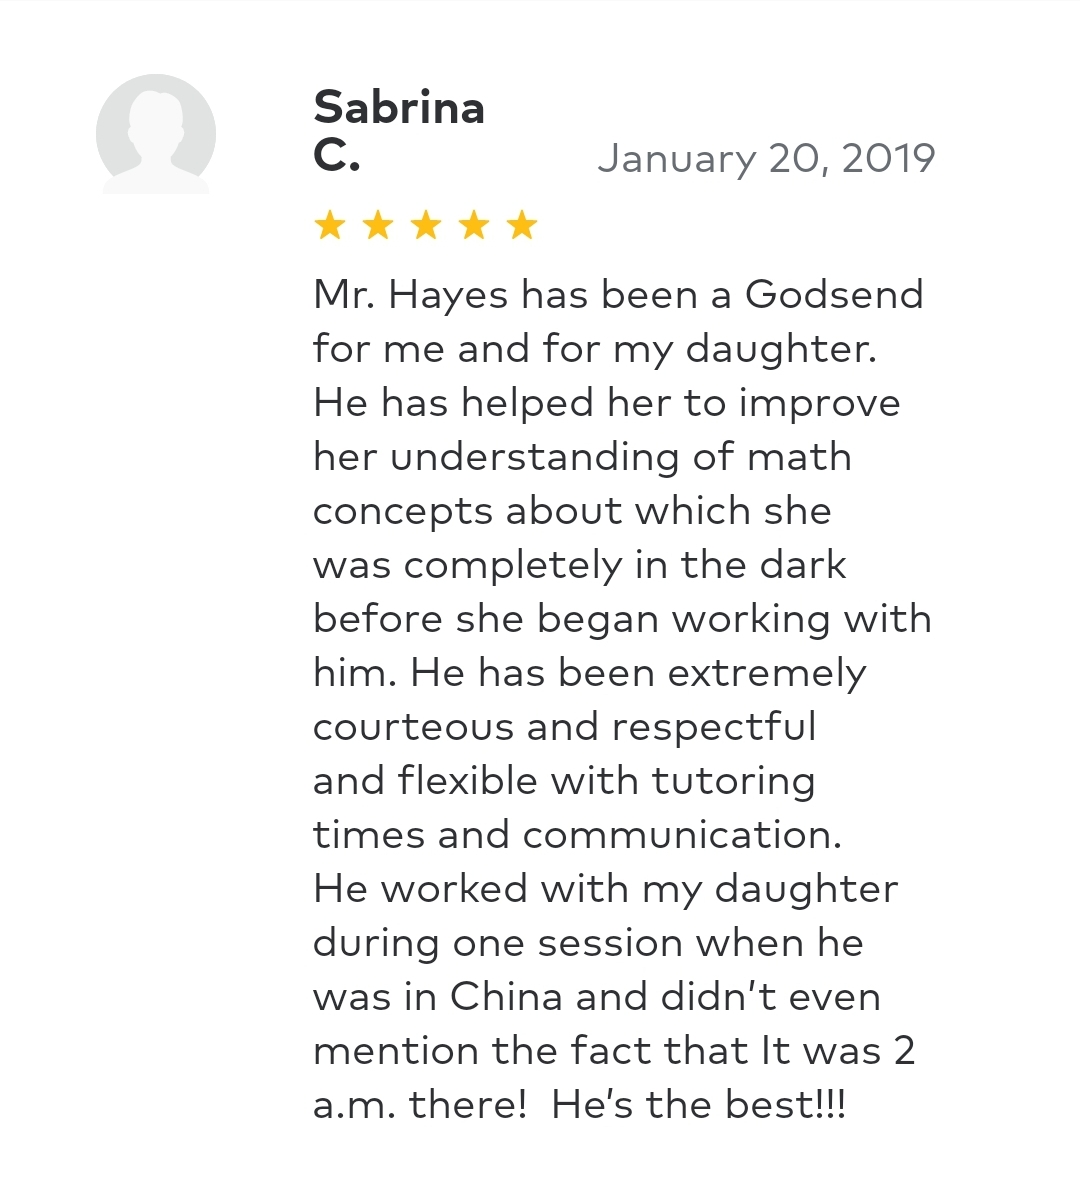 Sabrina
C.
January 20, 2019
Mr. Hayes has been a Godsend
for me and for my daughter.
He has helped her to improve
her understanding of math
concepts about which she
was completely in the dark
before she began working with
him. He has been extremely
courteous and respectful
and flexible with tutoring
times and communication.
He worked with my daughter
during one session when he
was in China and didn’t even
mention the fact that It was 2
a.m. there!  He’s the best!!!